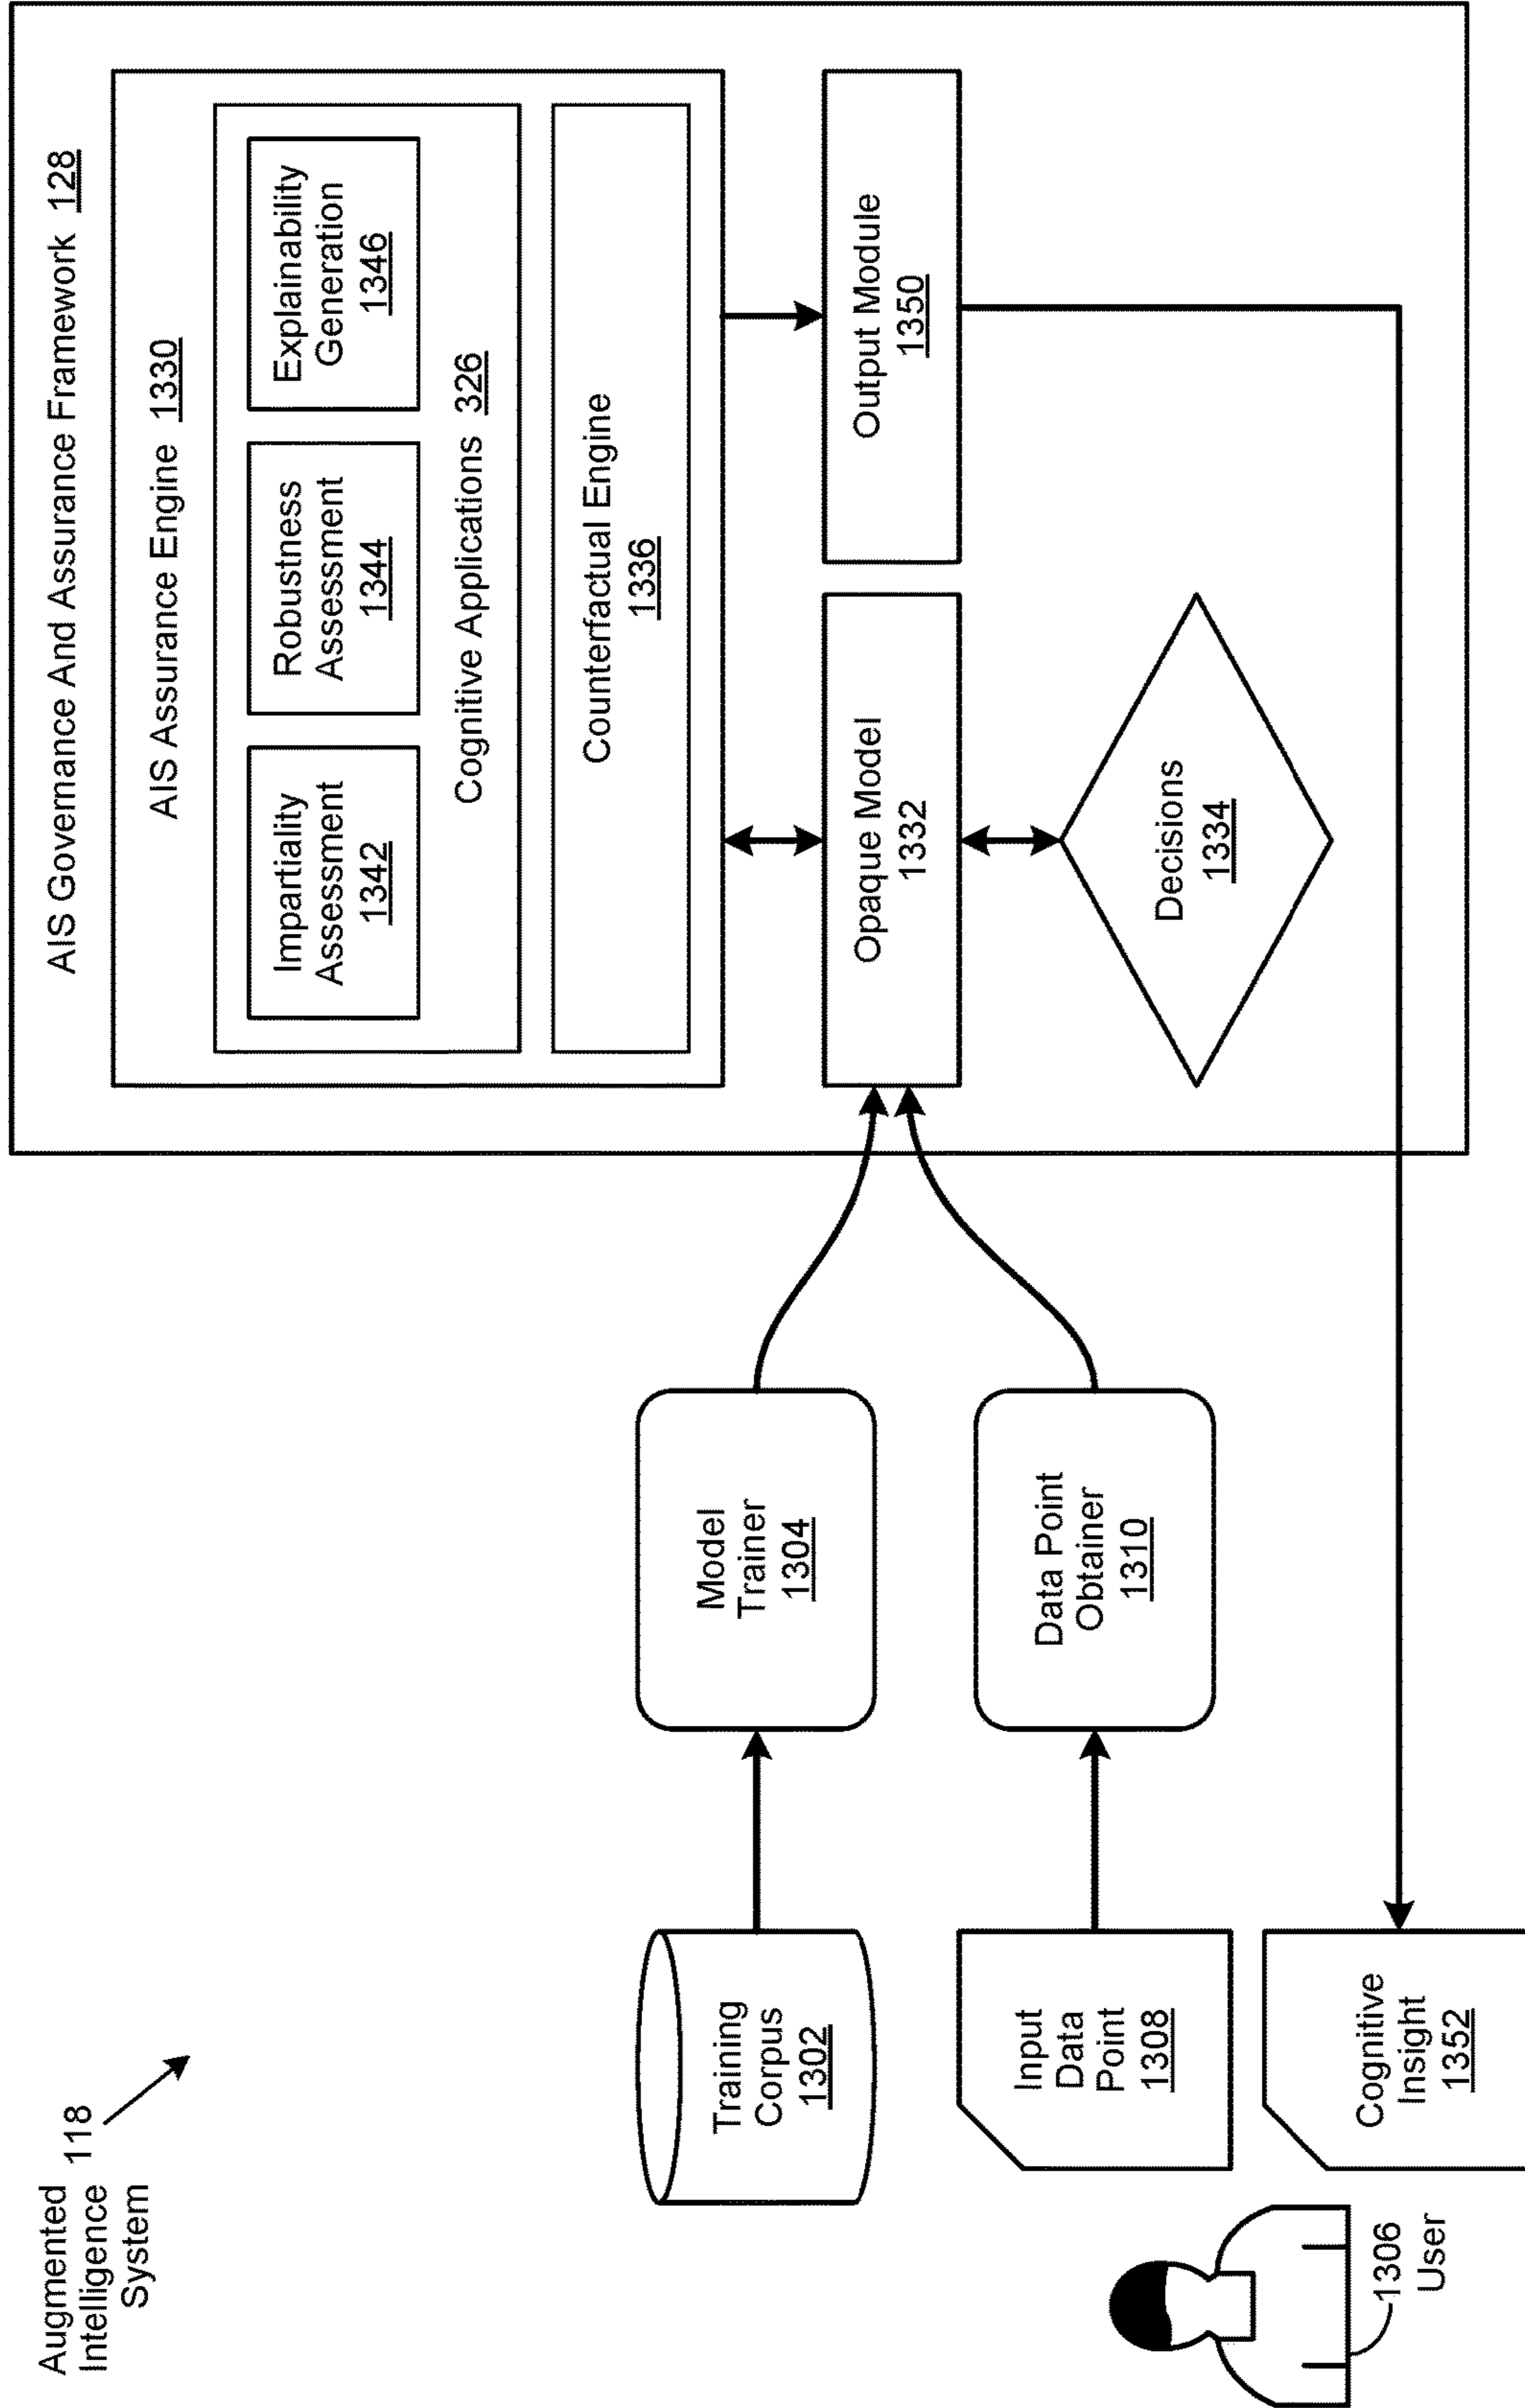 Augmented
Intelligence 118
System
AIS Governance And Assurance Framework 128
AIS Assurance Engine 1330
Impartiality
Assessment
1342
Robustness
Assessment
1344
Explainability
Generation
1346
Cognitive Applications 326
Counterfactual Engine
1336
Training
Corpus
1302
Model
Trainer
1304
Opaque Model
1332
Output Module
1350
Input
Data
Point
1308
Data Point
Obtainer
1310
Decisions
1334
1306
User
Cognitive
Insight
1352